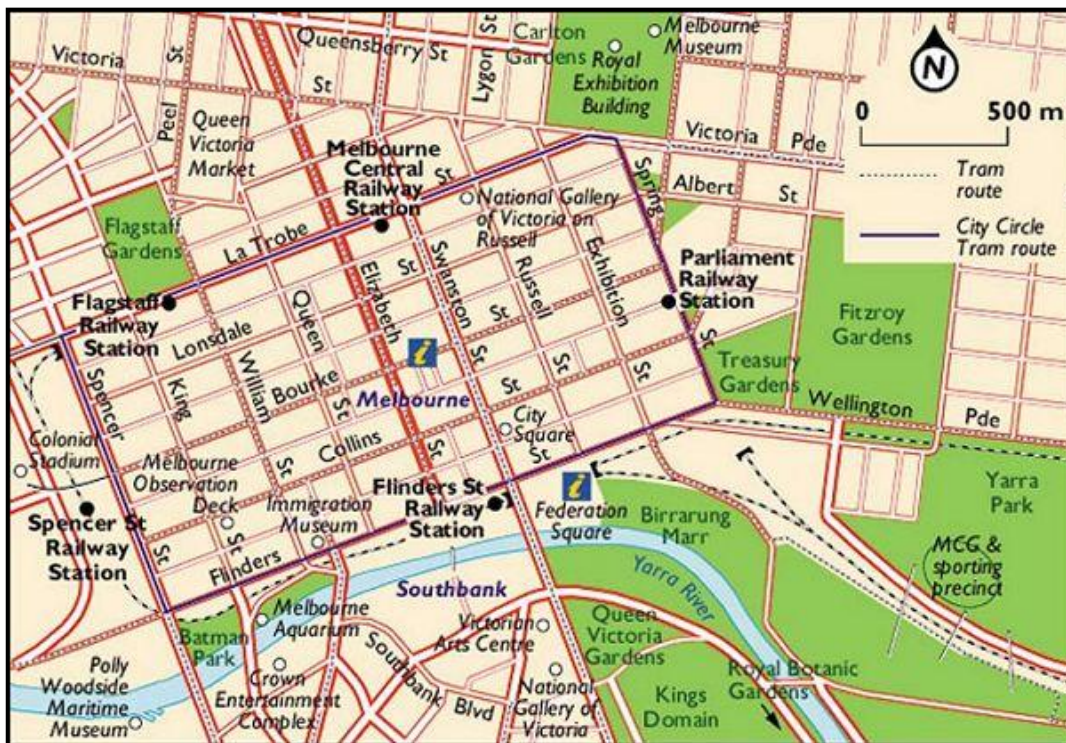 Victoria
St
Peel
St
Queensberry St
Lygon St
Carlton
Gardens
Royal
Exhibition
Building
Melbourne
Museum
N
0 500 m
Tram
route
City Circle
Tram route
Queen
Victoria
Market
Melbourne
Central
Railway
Station
St
National Gallery
of Victoria on
Russell
Victoria
Pde
Albert
St
Spring
St
Flagstaff
Gardens
La Trobe
Flagstaff
Railway
Station
Lonsdale
St
Queen
St
Elizabeth
St
Swanston
St
Russell
St
Exhibition
St
Parliament
Railway
Station
Fitzroy
Gardens
Treasury
Gardens
Wellington
Pde
Spencer
St
King
St
William
St
Bourke
St
i
Melbourne
Collins
St
City
Square
Colonial
Stadium
Melbourne
Observation
Deck
Immigration
Museum
Flinders St
Railway
Station
St
i
Federation
Square
Birrarung
Marr
Yarra
Park
Spencer St
Railway
Station
Flinders
Southbank
Yarra River
MCG &
sporting
precinct
Batman
Park
Melbourne
Aquarium
Southbank
Blvd
Victorian
Arts Centre
Queen
Victoria
Gardens
Royal Botanic
Gardens
Polly
Woodside
Maritime
Museum
Crown
Entertainment
Complex
National
Gallery of
Victoria
Kings
Domain